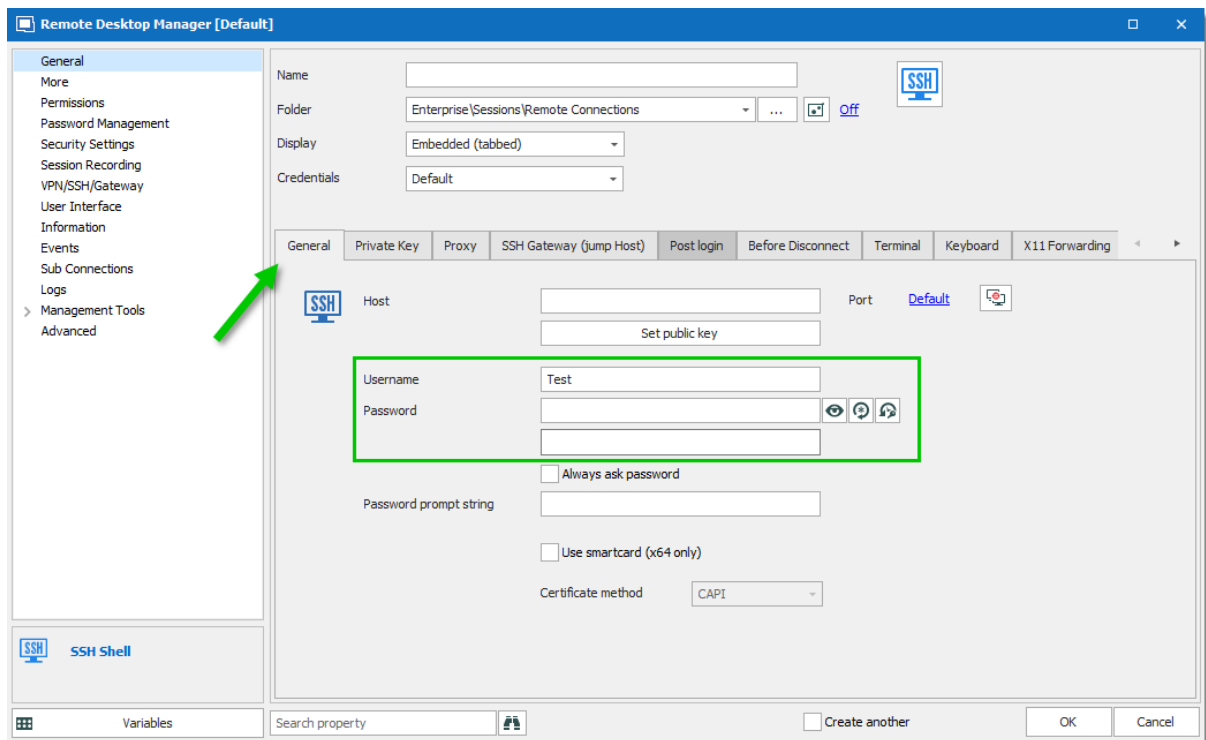 Remote Desktop Manager [Default]
General
More
Permissions
Password Management
Security Settings
Session Recording
VPN/SSH/Gateway
User Interface
Information
Events
Sub Connections
Logs
Management Tools
Advanced
SSH
SSH Shell
Variables
Name
SSH
Folder
Enterprise\Sessions\Remote Connections
...
Off
Display
Embedded (tabbed)
Credentials
Default
General
Private Key
Proxy
SSH Gateway (jump Host)
Post login
Before Disconnect
Terminal
Keyboard
X11 Forwarding
SSH
Host
Port
Default
Set public key
Username
Test
Password
Always ask password
Password prompt string
Use smartcard (x64 only)
Certificate method
CAPI
Search property
Create another
OK
Cancel